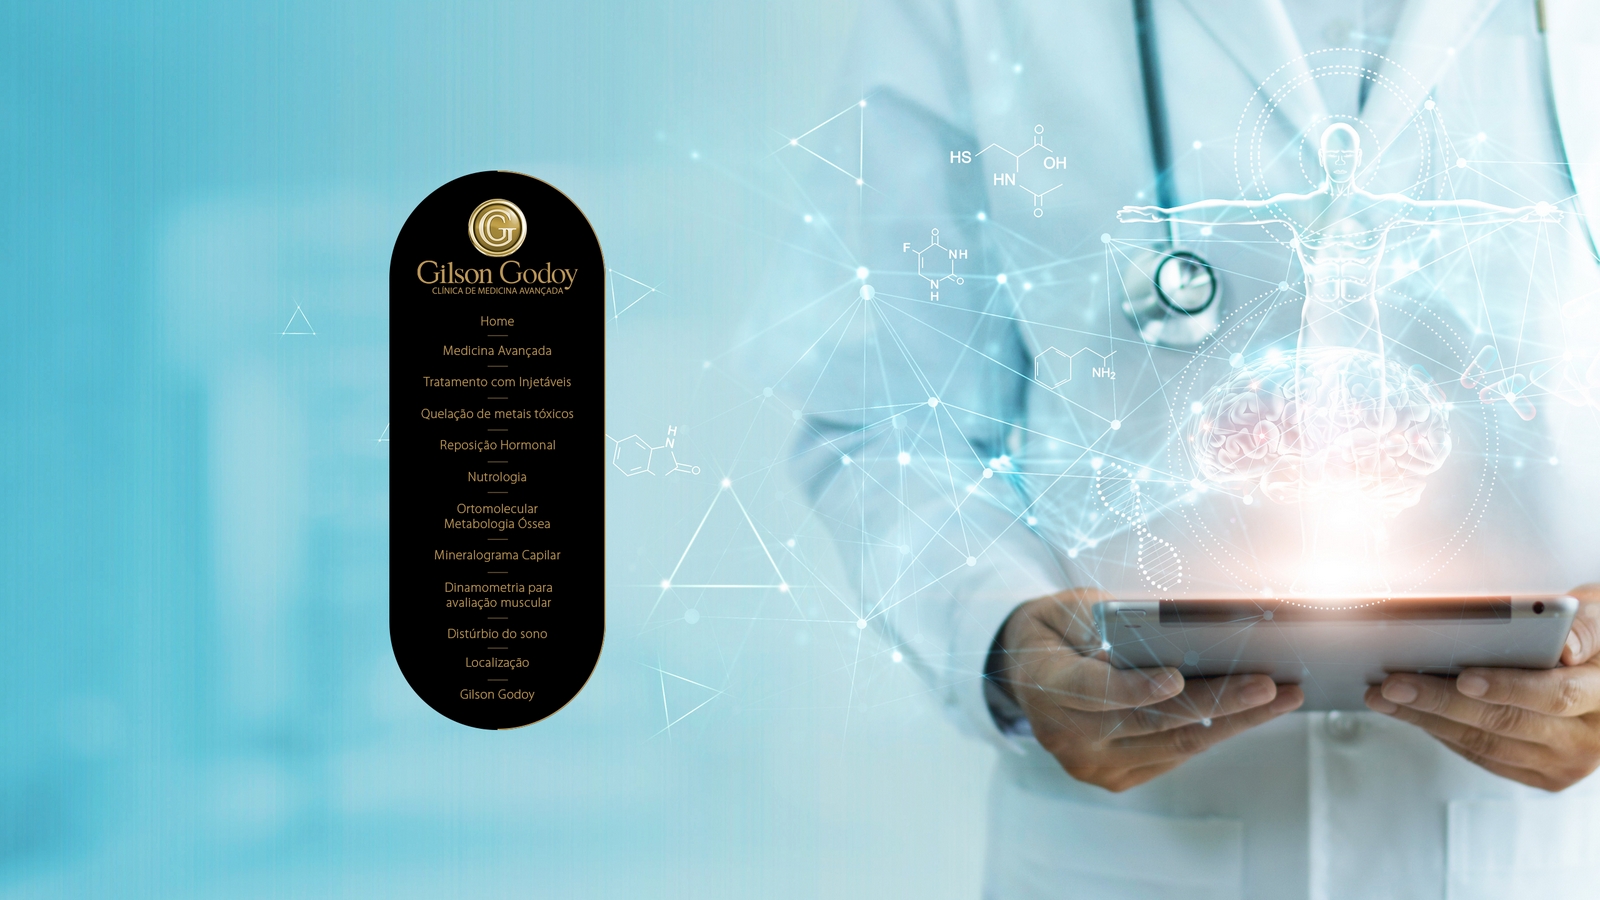 GG
Gilson Godoy
CLÍNICA DE MEDICINA AVANÇADA
Home
Medicina Avançada
Tratamento com Injetáveis
Quelação de metais tóxicos
Reposição Hormonal
Nutrologia
Ortomolecular
Metabologia Óssea
Mineralograma Capilar
Dinamometria para
avaliação muscular
Distúrbio do sono
Localização
Gilson Godoy
HS
O
OH
HN
O
O
F
NH
O
N
H
NH₂
H
N
O